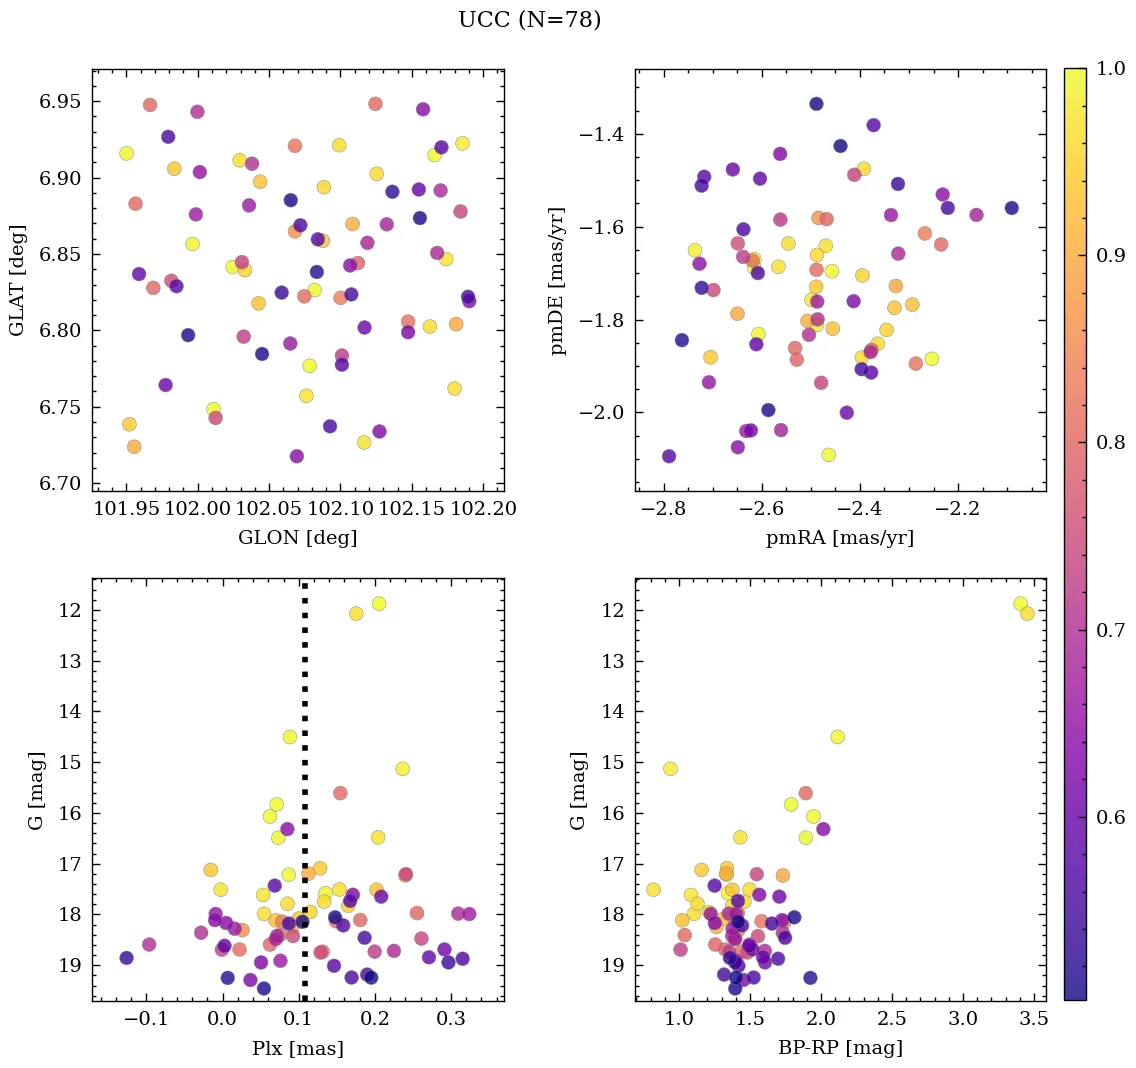 UCC (N=78)
6.95
6.90
6.85
6.80
6.75
6.70
GLAT [deg]
101.95 102.00 102.05 102.10 102.15 102.20
GLON [deg]
−1.4
−1.6
−1.8
−2.0
pmDE [mas/yr]
−2.8 −2.6 −2.4 −2.2
pmRA [mas/yr]
1.0
0.9
0.8
0.7
0.6
12
13
14
15
16
17
18
19
G [mag]
−0.1 0.0 0.1 0.2 0.3
Plx [mas]
12
13
14
15
16
17
18
19
G [mag]
1.0 1.5 2.0 2.5 3.0 3.5
BP-RP [mag]